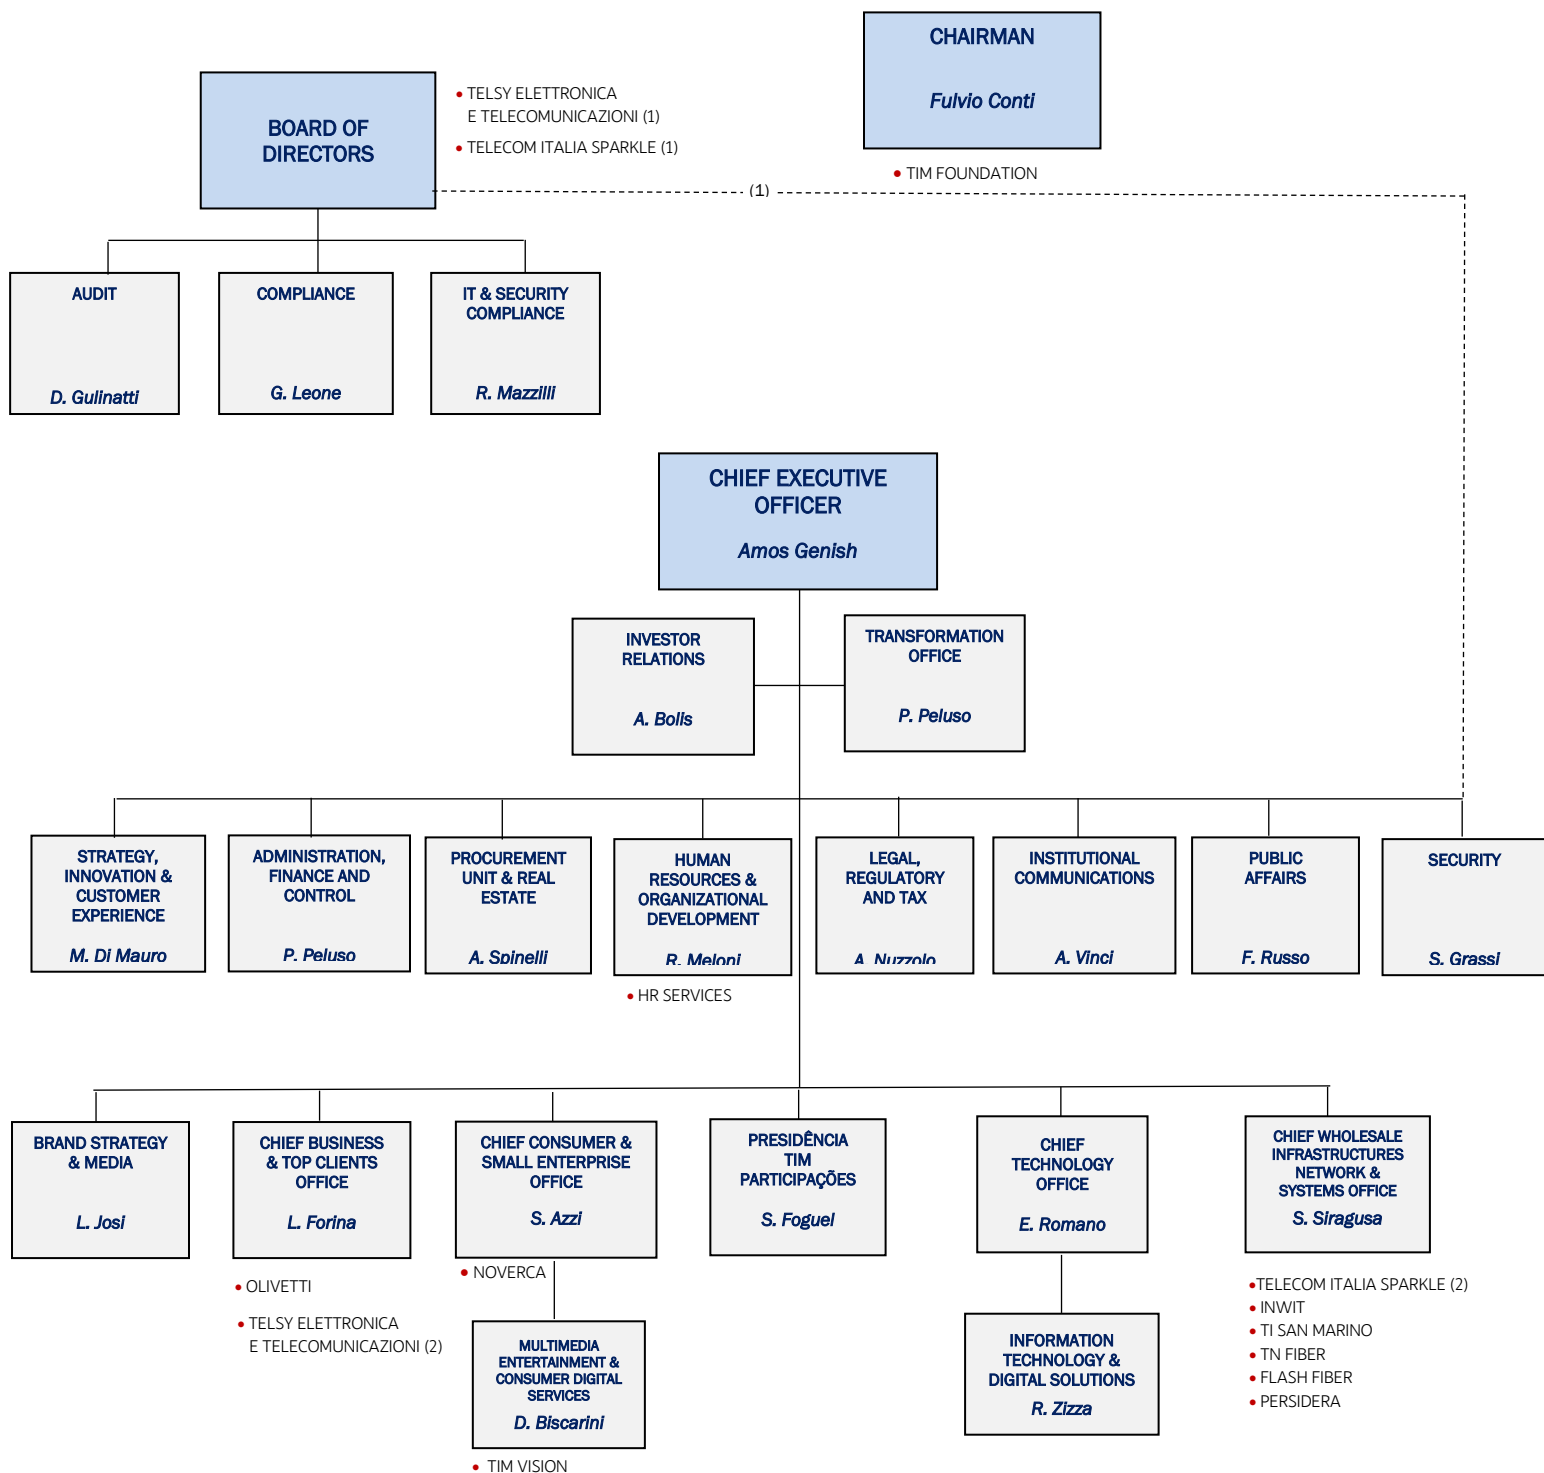 CHAIRMAN
Fulvio Conti
• TIM FOUNDATION
BOARD OF
DIRECTORS
• TELSY ELETTRONICA
E TELECOMUNICAZIONI (1)
• TELECOM ITALIA SPARKLE (1)
(1)
AUDIT
D. Gulinatti
COMPLIANCE
G. Leone
IT & SECURITY
COMPLIANCE
R. Mazzilli
CHIEF EXECUTIVE
OFFICER
Amos Genish
INVESTOR
RELATIONS
A. Bolis
TRANSFORMATION
OFFICE
P. Peluso
STRATEGY,
INNOVATION &
CUSTOMER
EXPERIENCE
M. Di Mauro
ADMINISTRATION,
FINANCE AND
CONTROL
P. Peluso
PROCUREMENT
UNIT & REAL
ESTATE
A. Spinelli
HUMAN
RESOURCES &
ORGANIZATIONAL
DEVELOPMENT
R. Meloni
• HR SERVICES
LEGAL,
REGULATORY
AND TAX
A. Nuzzolo
INSTITUTIONAL
COMMUNICATIONS
A. Vinci
PUBLIC
AFFAIRS
F. Russo
SECURITY
S. Grassi
BRAND STRATEGY
& MEDIA
L. Josi
CHIEF BUSINESS
& TOP CLIENTS
OFFICE
L. Forina
• OLIVETTI
• TELSY ELETTRONICA
E TELECOMUNICAZIONI (2)
CHIEF CONSUMER &
SMALL ENTERPRISE
OFFICE
S. Azzi
• NOVERCA
MULTIMEDIA
ENTERTAINMENT &
CONSUMER DIGITAL
SERVICES
D. Biscarini
• TIM VISION
PRESIDÊNCIA
TIM
PARTICIPAÇÕES
S. Foguel
CHIEF
TECHNOLOGY
OFFICE
E. Romano
INFORMATION
TECHNOLOGY &
DIGITAL SOLUTIONS
R. Zizza
CHIEF WHOLESALE
INFRASTRUCTURES
NETWORK &
SYSTEMS OFFICE
S. Siragusa
•TELECOM ITALIA SPARKLE (2)
• INWIT
• TI SAN MARINO
• TN FIBER
• FLASH FIBER
• PERSIDERA